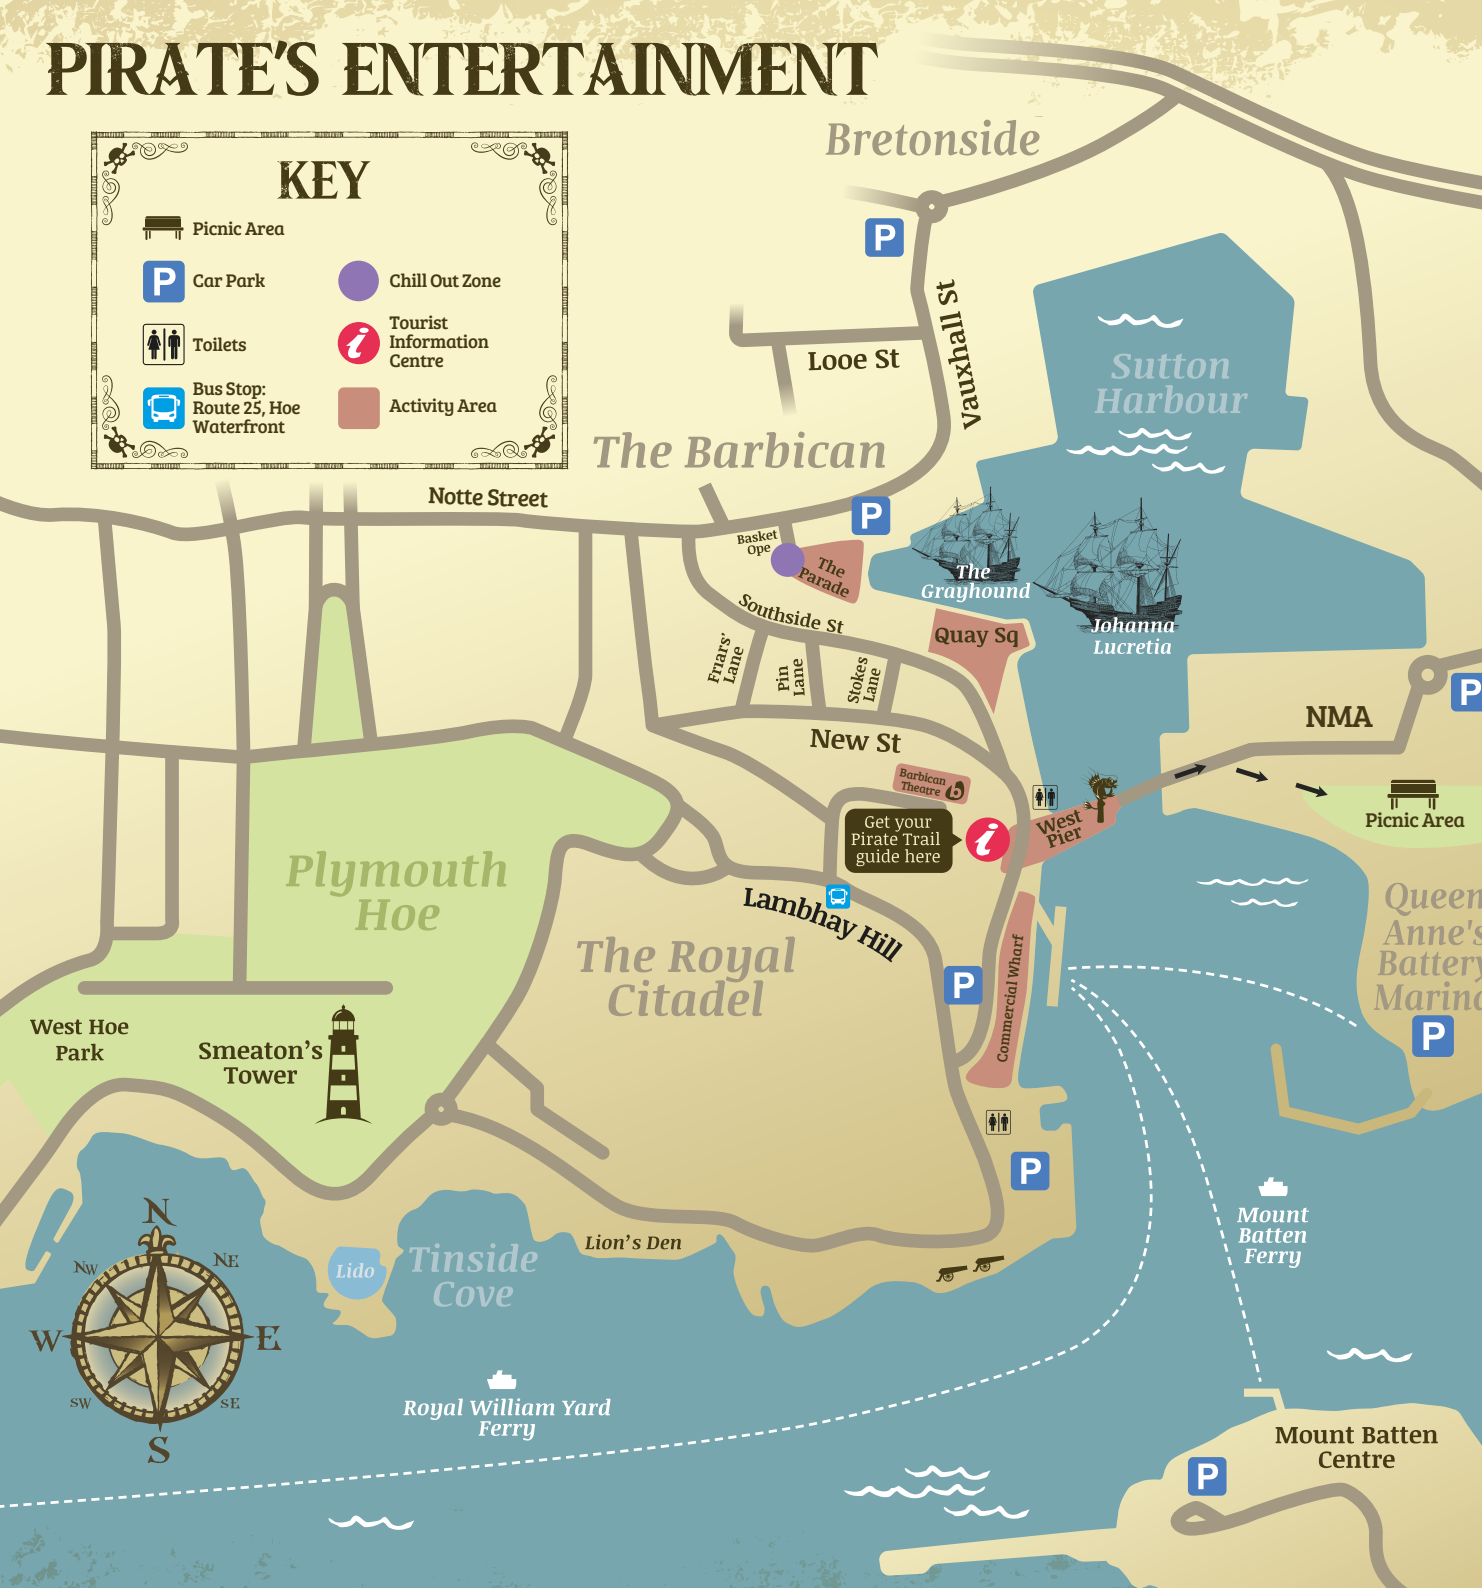 PIRATE'S ENTERTAINMENT
KEY
Picnic Area
P
Car Park
Chill Out Zone
Toilets
i
Tourist
Information
Centre
Bus Stop:
Route 25, Hoe
Waterfront
Activity Area
Bretonside
P
Vauxhall St
Looe St
Sutton
Harbour
The Barbican
Notte Street
P
Basket
Ope
The
Parade
The
Grayhound
Johanna
Lucretia
Southside St
Quay Sq
Friars'
Lane
Pin
Lane
Stokes
Lane
P
NMA
New St
Barbican
Theatre
b
Get your
Pirate Trail
guide here
i
West
Pier
Picnic Area
Plymouth
Hoe
Lambhay Hill
Queen
Anne's
Battery
Marina
P
The Royal
Citadel
P
Commercial Wharf
West Hoe
Park
Smeaton's
Tower
P
Mount
Batten
Ferry
Lion's Den
Tinside
Cove
Lido
N
NE
E
SE
S
SW
W
NW
Royal William Yard
Ferry
Mount Batten
Centre
P